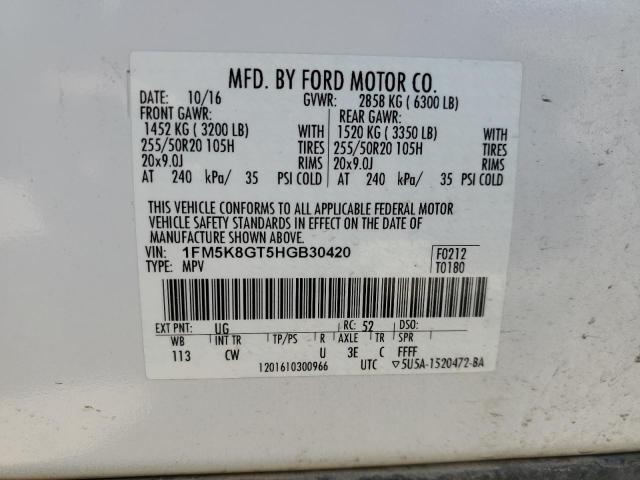 MFD. BY FORD MOTOR CO.
DATE: 10/16 GVWR: 2858 KG ( 6300 LB)
FRONT GAWR: REAR GAWR:
1452 KG ( 3200 LB) WITH 1520 KG ( 3350 LB) WITH
255/50R20 105H TIRES 255/50R20 105H TIRES
20x9.0J RIMS 20x9.0J RIMS
AT 240 kPa/ 35 PSI COLD AT 240 kPa/ 35 PSI COLD
THIS VEHICLE CONFORMS TO ALL APPLICABLE FEDERAL MOTOR
VEHICLE SAFETY STANDARDS IN EFFECT ON THE DATE OF
MANUFACTURE SHOWN ABOVE.
VIN: 1FM5K8GT5HGB30420 F0212
TYPE: MPV T0180
EXT PNT: UG RC: 52 DSO:
WB INT TR TP/PS R AXLE TR SPR
113 CW U 3E C FFFF
1201610300966 UTC ▽5U5A-1520472-BA